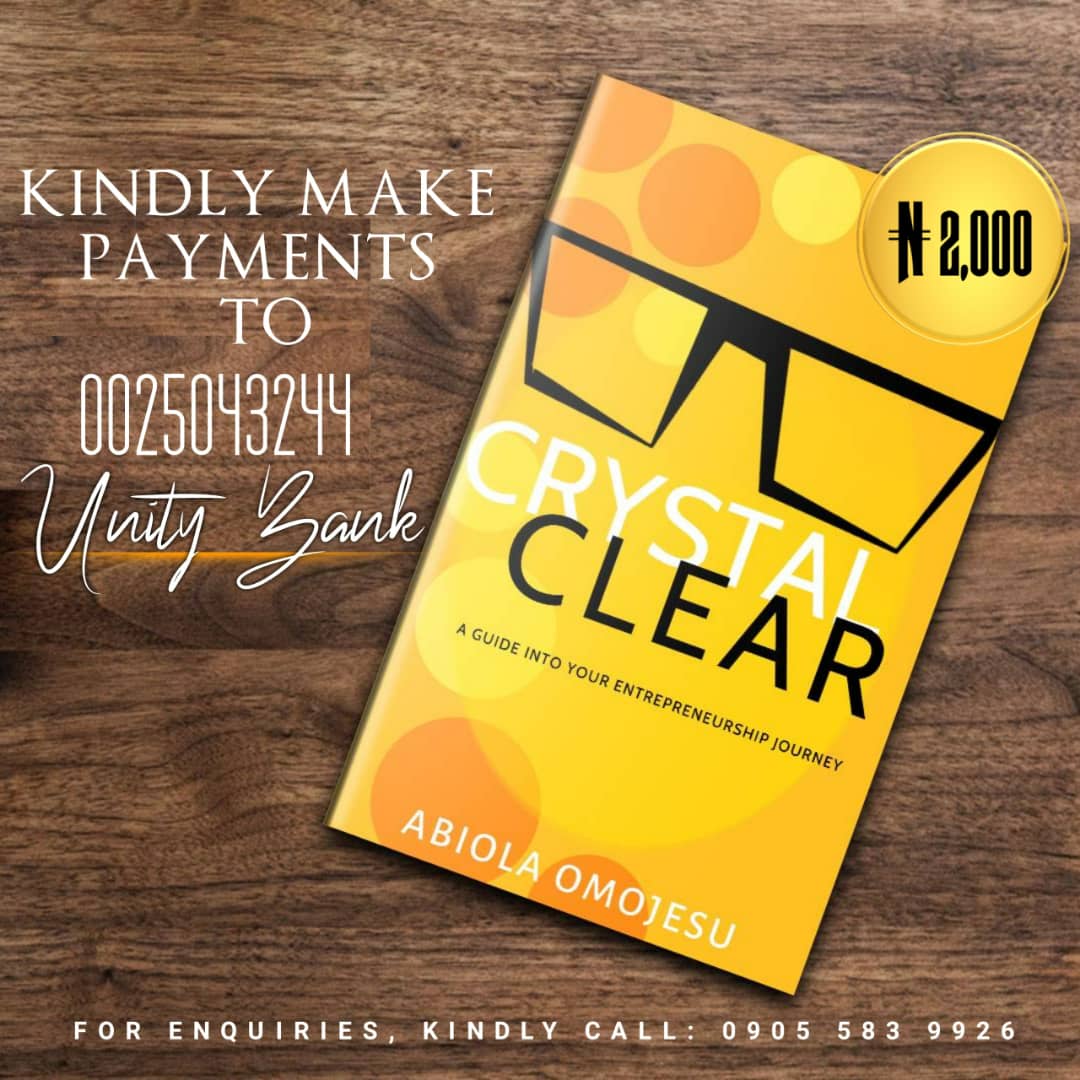 KINDLY MAKE
PAYMENTS
TO
0025043244
Unity Bank
₦ 2,000
CRYSTAL
CLEAR
A GUIDE INTO YOUR ENTREPRENEURSHIP JOURNEY
ABIOLA OMOJESU
FOR ENQUIRIES, KINDLY CALL: 0905 583 9926